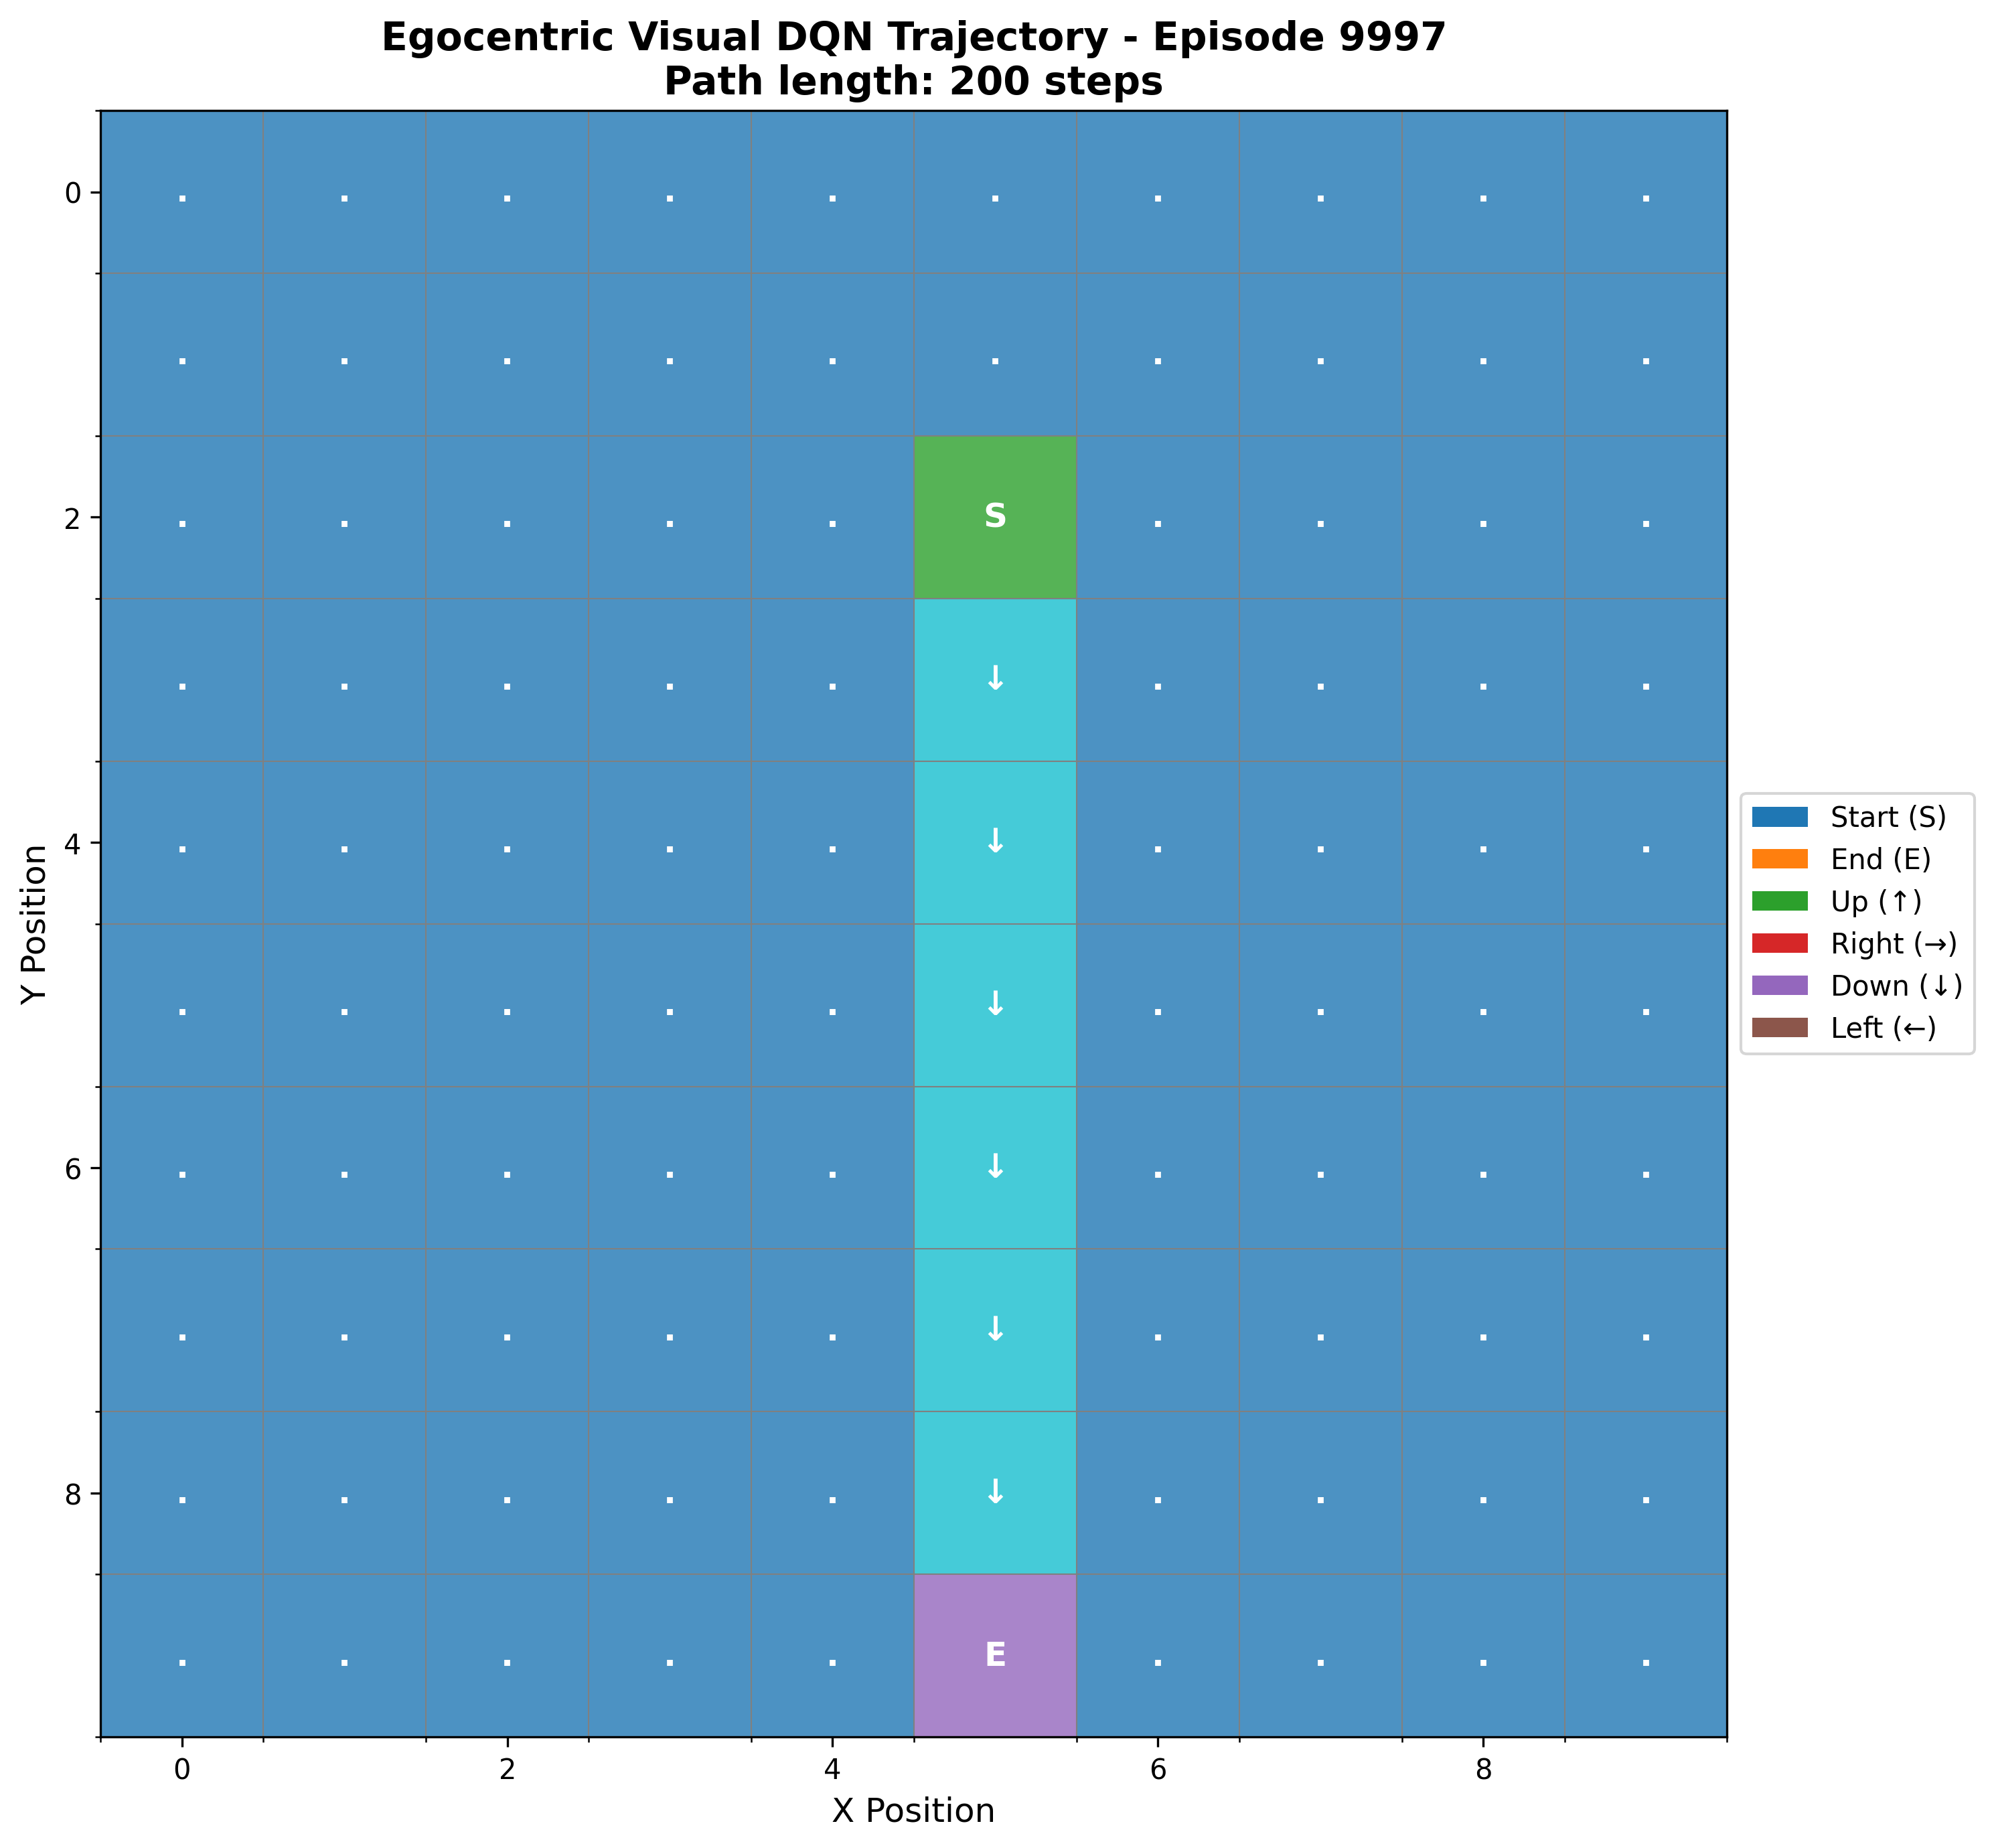 Egocentric Visual DQN Trajectory - Episode 9997
Path length: 200 steps
0
2
S
↓
↓
Start (S)
End (E)
Up (↑)
Right (→)
Down (↓)
Left (←)
4
Y Position
↓
6
↓
↓
8
↓
E
0 2 4 6 8
X Position